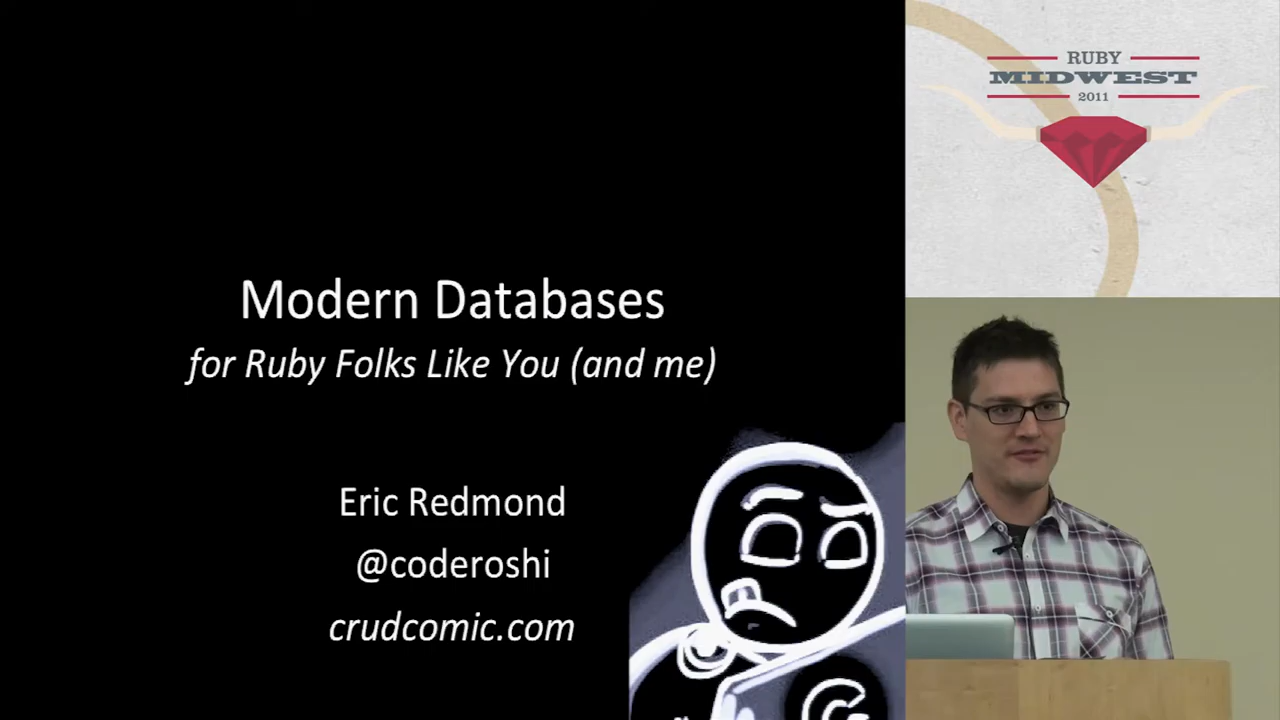 Modern Databases
for Ruby Folks Like You (and me)
Eric Redmond
@coderoshi
crudcomic.com
RUBY
MIDWEST
2011